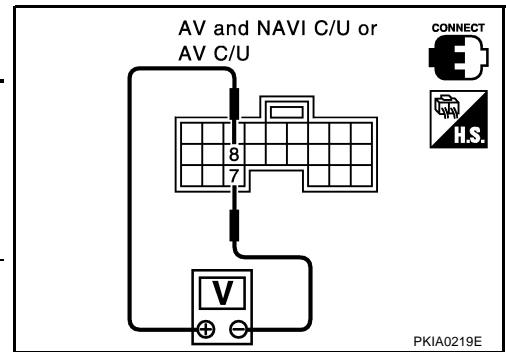 AV and NAVI C/U or
AV C/U
CONNECT
H.S.
8
7
V
+ −
PKIA0219E